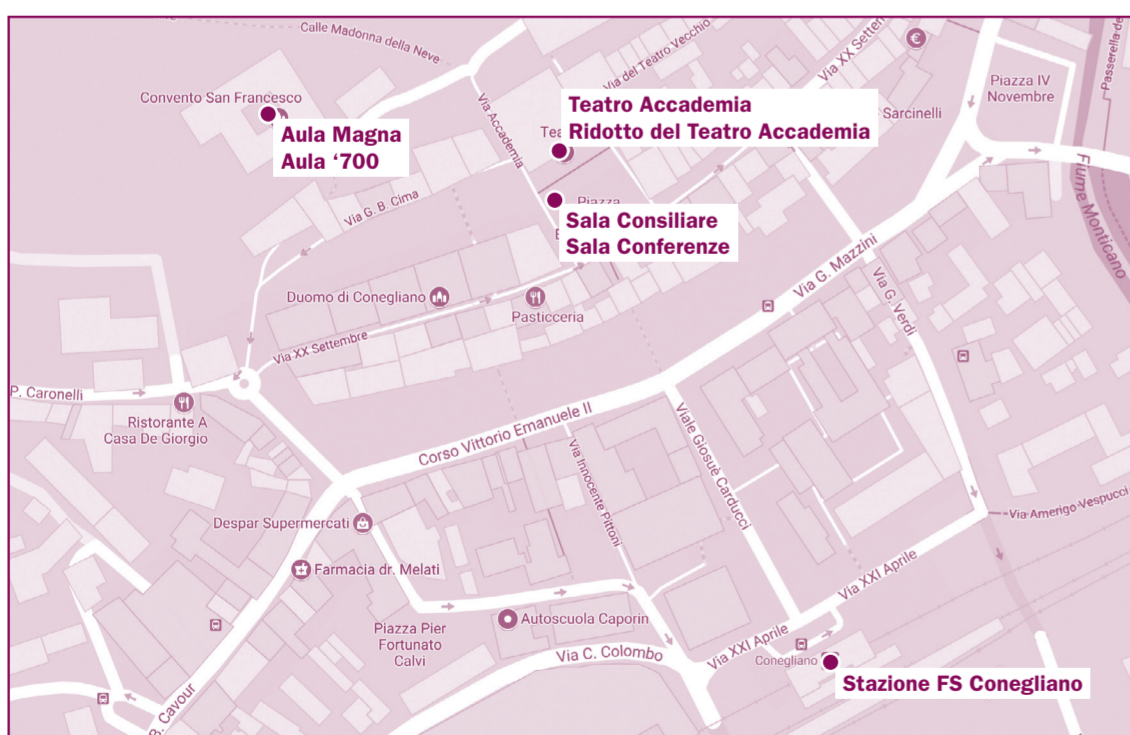 Calle Madonna della Neve
Via del Teatro Vecchio
Via XX Settem
€
Passerella de
Piazza IV
Novembre
Convento San Francesco
Via Accademia
Sarcinelli
Aula Magna
Aula ‘700
Teatro Accademia
Ridotto del Teatro Accademia
Tea
Fiume Monticano
Via G. B. Cima
Piazza
Sala Consiliare
Sala Conferenze
E
Via G. Mazzini
Via G. Verdi
Duomo di Conegliano
Pasticceria
Via XX Settembre
P. Caronelli
Ristorante A
Casa De Giorgio
Corso Vittorio Emanuele II
Viale Giosuè Carducci
Via Innocente Pittoni
Via Amerigo Vespucci
Despar Supermercati
Farmacia dr. Melati
Via XXI Aprile
Autoscuola Caporin
Piazza Pier
Fortunato
Calvi
Via C. Colombo
Via XXI Aprile
Conegliano
Stazione FS Conegliano
B. Cavour